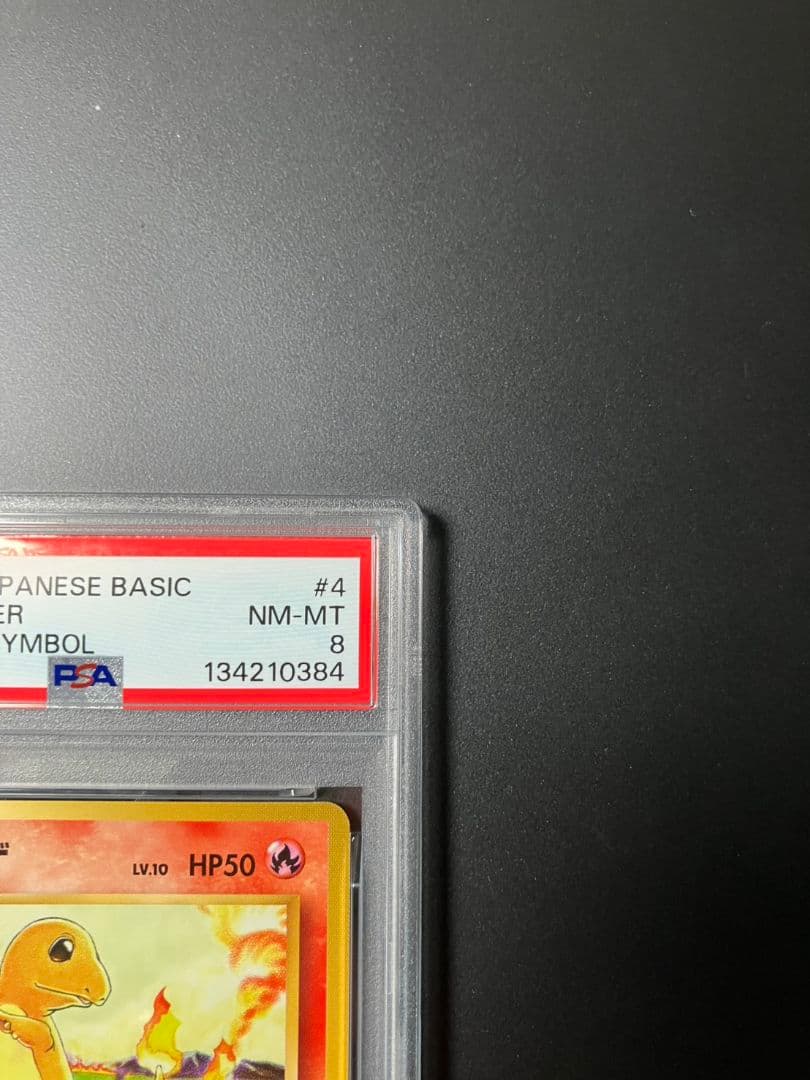 PANESE BASIC #4
ER NM-MT
YMBOL 8
PSA 134210384
LV.10 HP50